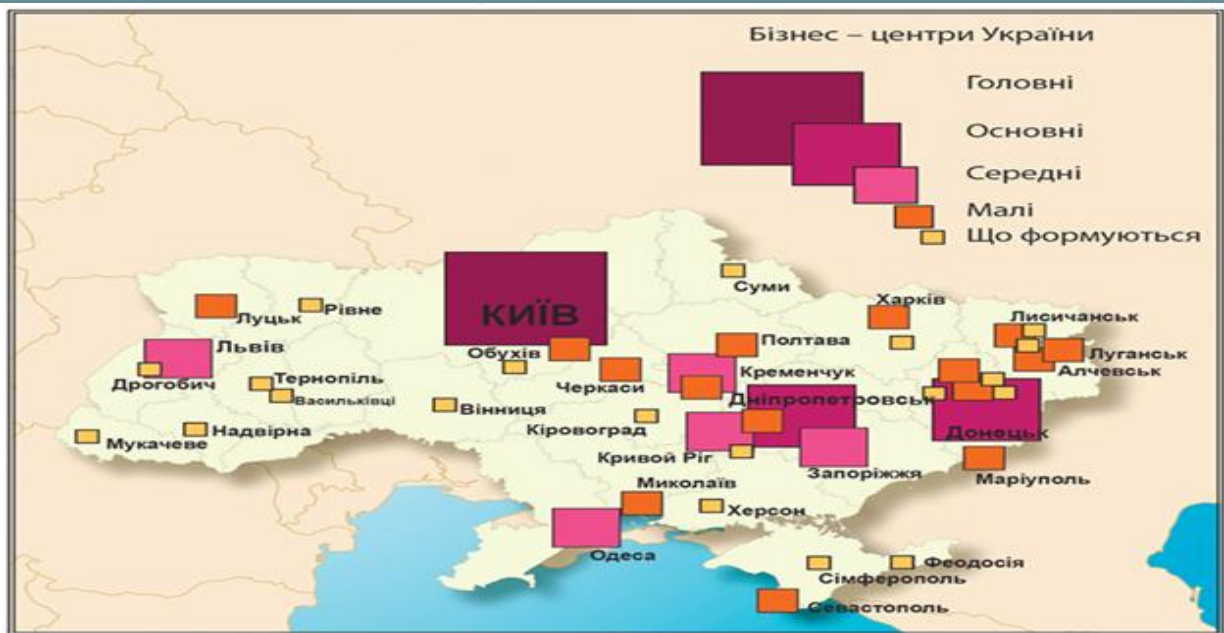 Бізнес – центри України
Головні
Основні
Середні
Малі
Що формуються
Суми
Харків
Лисичанськ
Луцьк
Рівне
КИЇВ
Полтава
Луганськ
Львів
Обухів
Алчевськ
Дрогобич
Тернопіль
Черкаси
Кременчук
Васильківці
Дніпропетровськ
Вінниця
Надвірна
Кіровоград
Донецьк
Мукачеве
Кривой Ріг
Запоріжжя
Маріуполь
Миколаїв
Херсон
Одеса
Феодосія
Сімферополь
Севастополь